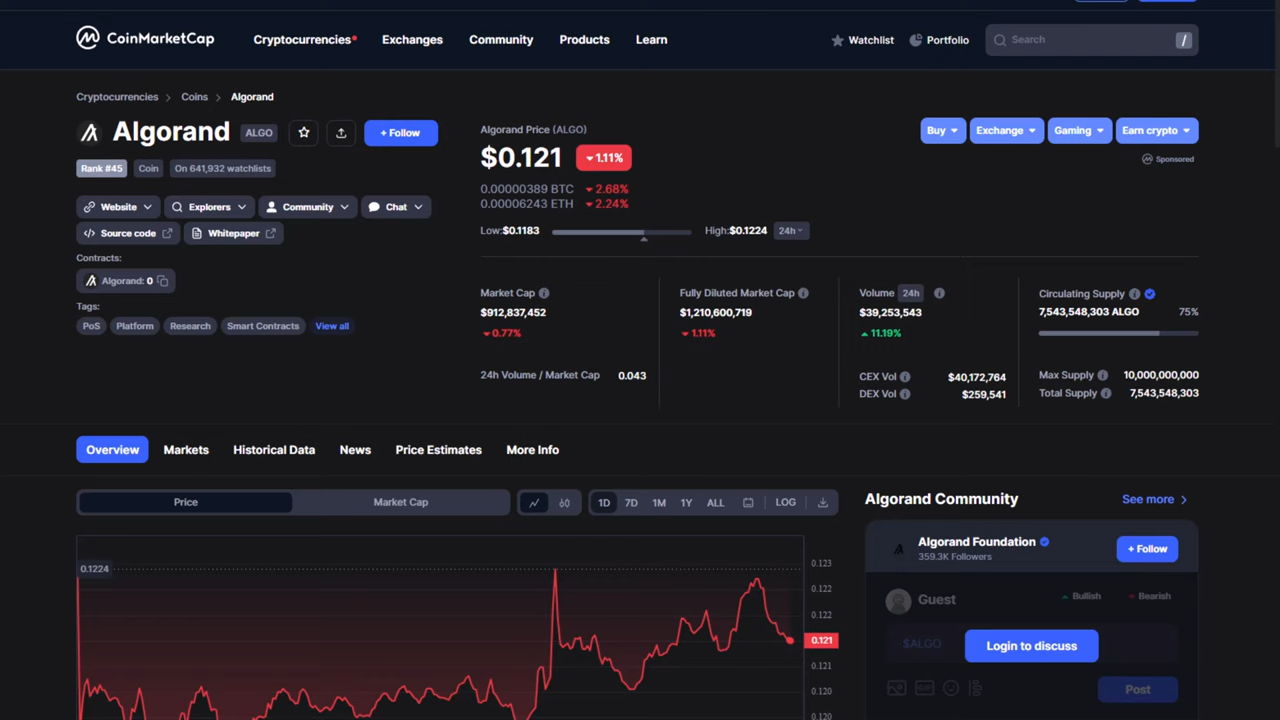 CoinMarketCap Cryptocurrencies Exchanges Community Products Learn Watchlist Portfolio Search /
Cryptocurrencies > Coins > Algorand
Algorand ALGO + Follow
Rank #45 Coin On 641,932 watchlists
Website Explorers Community Chat
Source code Whitepaper
Contracts:
Algorand: 0
Tags:
PoS Platform Research Smart Contracts View all
Algorand Price (ALGO)
$0.121 1.11%
0.00000389 BTC 2.68%
0.00006243 ETH 2.24%
Low:$0.1183 High:$0.1224 24h
Buy Exchange Gaming Earn crypto
Sponsored
Market Cap
$912,837,452
0.77%
24h Volume / Market Cap 0.043
Fully Diluted Market Cap
$1,210,600,719
1.11%
Volume 24h
$39,253,543
11.19%
CEX Vol $40,172,764
DEX Vol $259,541
Circulating Supply
7,543,548,303 ALGO 75%
Max Supply 10,000,000,000
Total Supply 7,543,548,303
Overview Markets Historical Data News Price Estimates More Info
Price Market Cap 1D 7D 1M 1Y ALL LOG
0.1224
0.123
0.122
0.122
0.121
0.121
0.120
0.120
Algorand Community See more >
Algorand Foundation + Follow
359.3K Followers
Guest Bullish Bearish
$ALGO Login to discuss
GIF Post